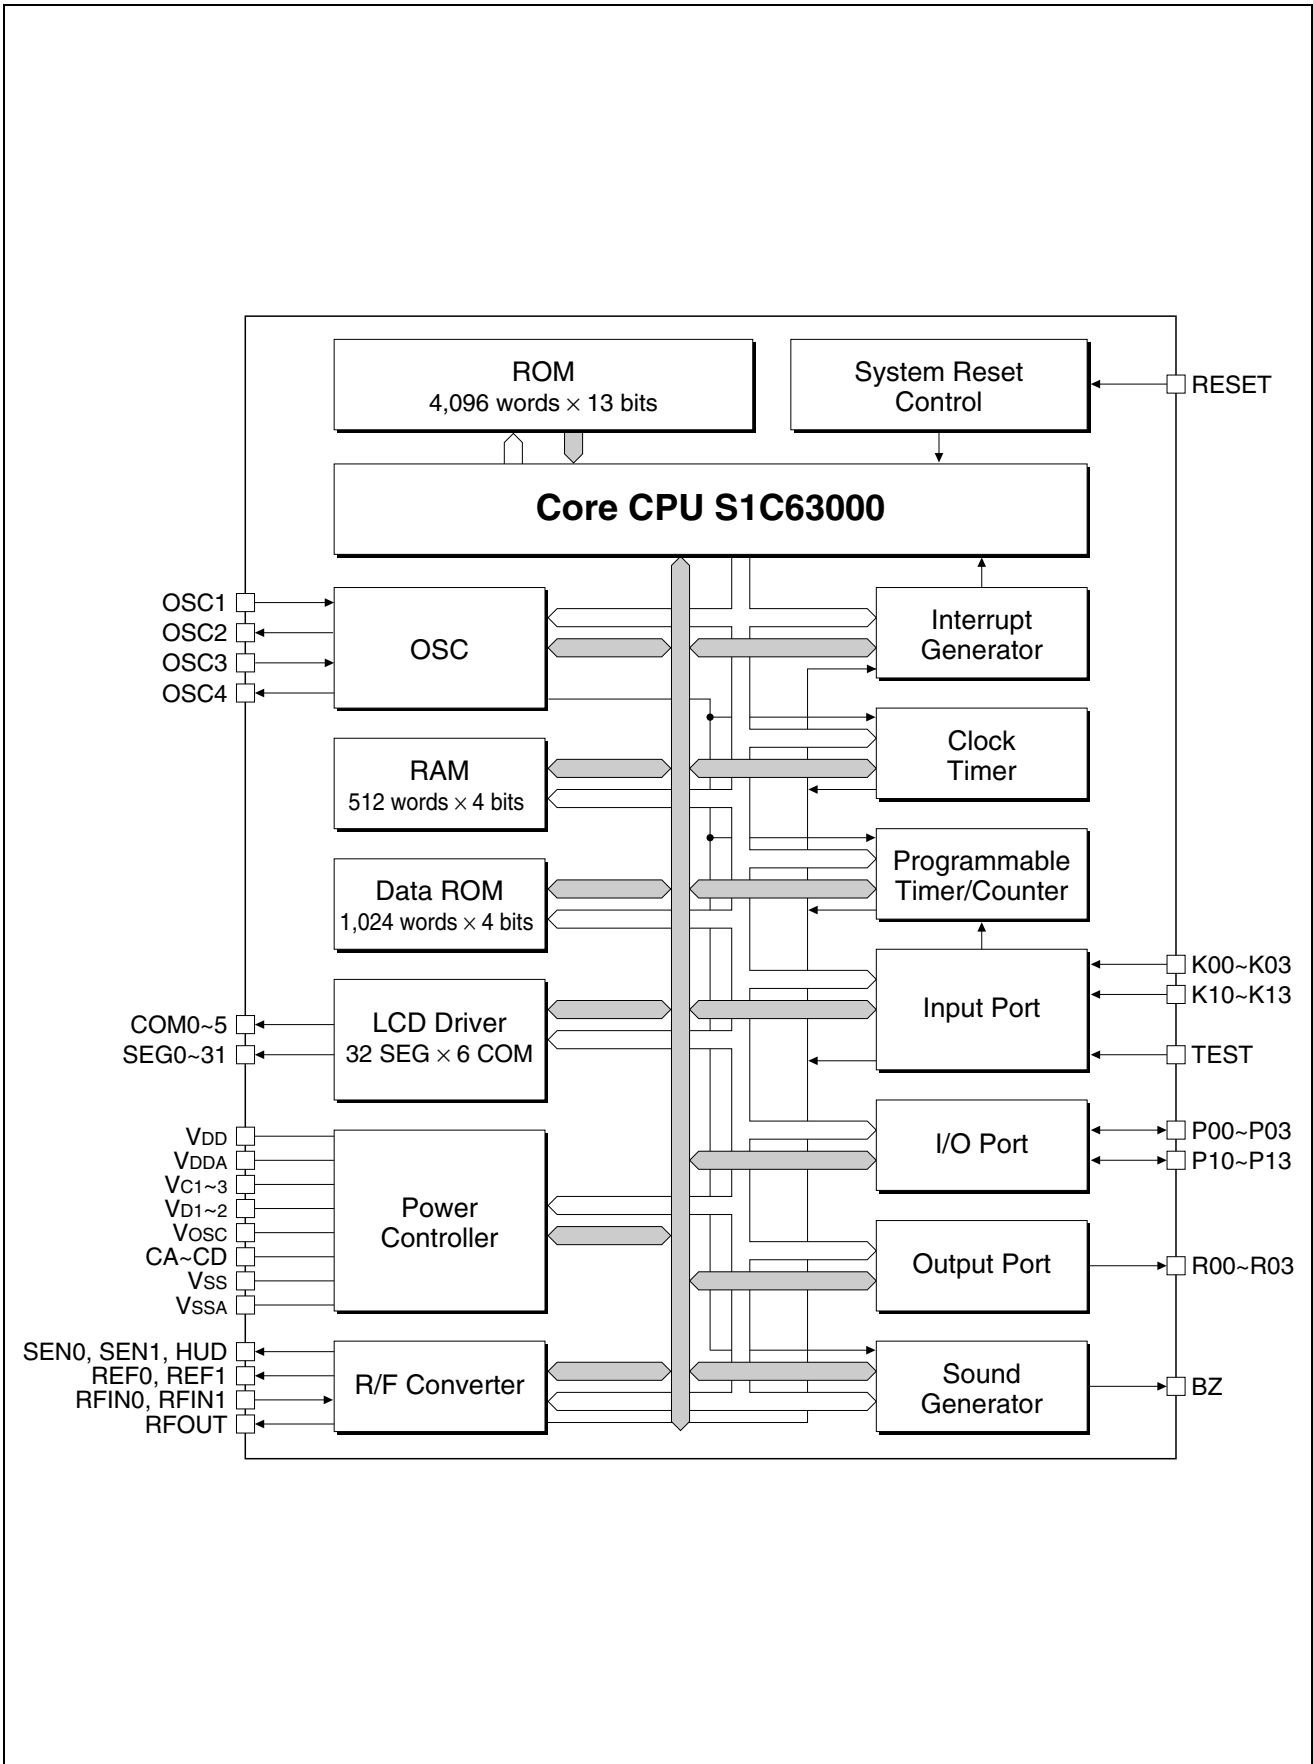 ROM
4,096 words × 13 bits
System Reset
Control
RESET
Core CPU S1C63000
OSC1
OSC2
OSC3
OSC4
OSC
Interrupt
Generator
RAM
512 words × 4 bits
Clock
Timer
Data ROM
1,024 words × 4 bits
Programmable
Timer/Counter
LCD Driver
32 SEG × 6 COM
COM0~5
SEG0~31
Input Port
K00~K03
K10~K13
TEST
VDD
VDDA
VC1~3
VD1~2
VOSC
CA~CD
VSS
VSSA
Power
Controller
I/O Port
P00~P03
P10~P13
Output Port
R00~R03
SEN0, SEN1, HUD
REF0, REF1
RFIN0, RFIN1
RFOUT
R/F Converter
Sound
Generator
BZ